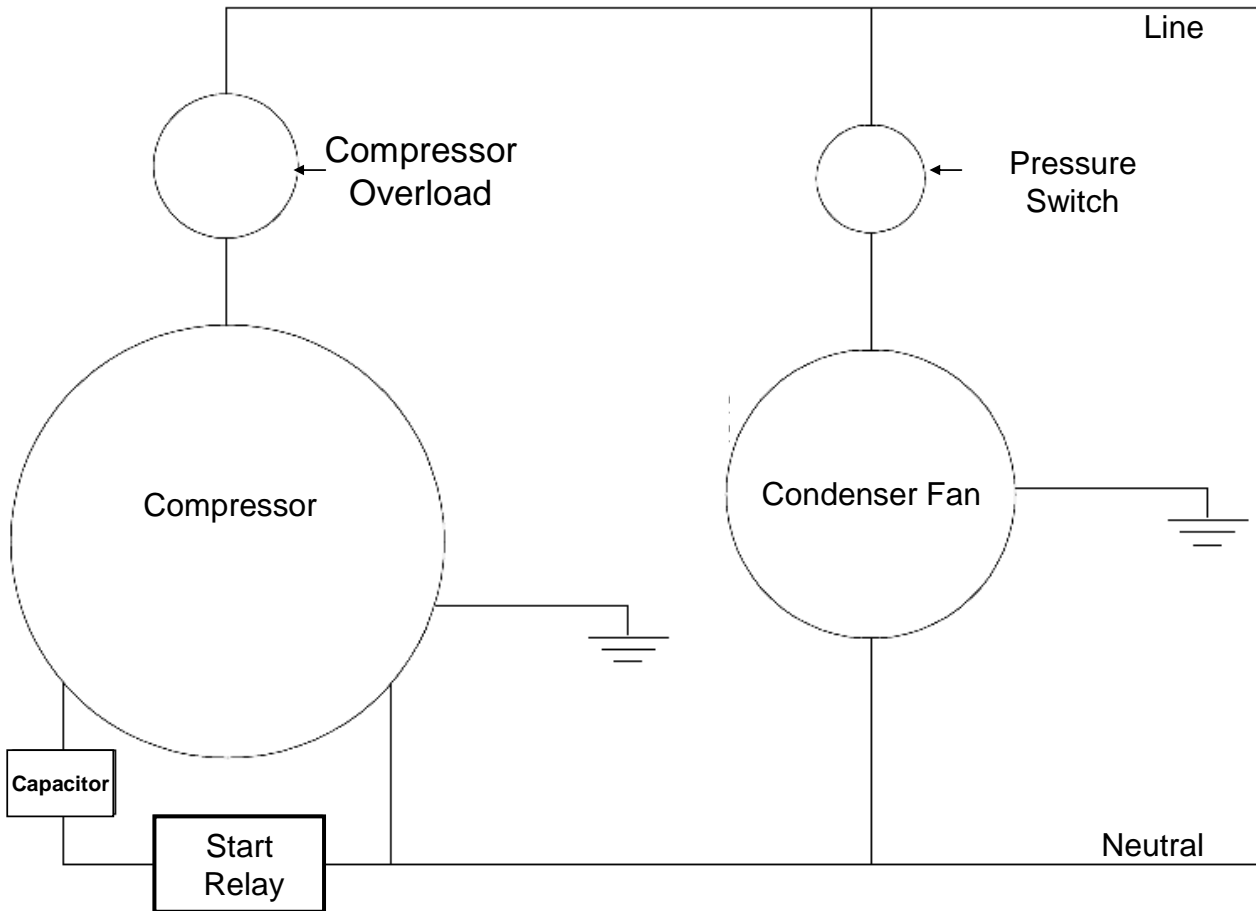 Line
Compressor
Overload
Pressure
Switch
Compressor
Condenser Fan
Capacitor
Start
Relay
Neutral